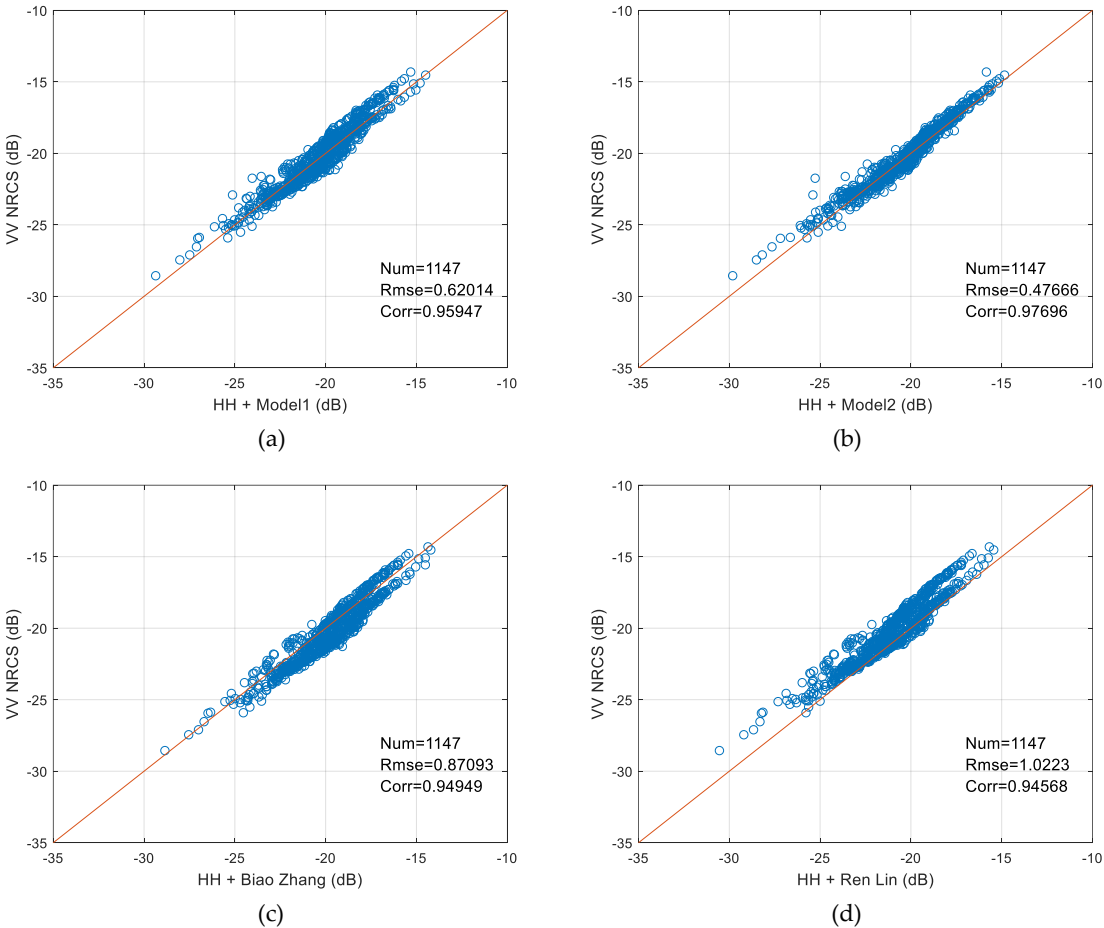 -10
-15
-20
-25
-30
-35
VV NRCS (dB)
Num=1147
Rmse=0.62014
Corr=0.95947
-35 -30 -25 -20 -15 -10
HH + Model1 (dB)
(a)
-10
-15
-20
-25
-30
-35
VV NRCS (dB)
Num=1147
Rmse=0.47666
Corr=0.97696
-35 -30 -25 -20 -15 -10
HH + Model2 (dB)
(b)
-10
-15
-20
-25
-30
-35
VV NRCS (dB)
Num=1147
Rmse=0.87093
Corr=0.94949
-35 -30 -25 -20 -15 -10
HH + Biao Zhang (dB)
(c)
-10
-15
-20
-25
-30
-35
VV NRCS (dB)
Num=1147
Rmse=1.0223
Corr=0.94568
-35 -30 -25 -20 -15 -10
HH + Ren Lin (dB)
(d)